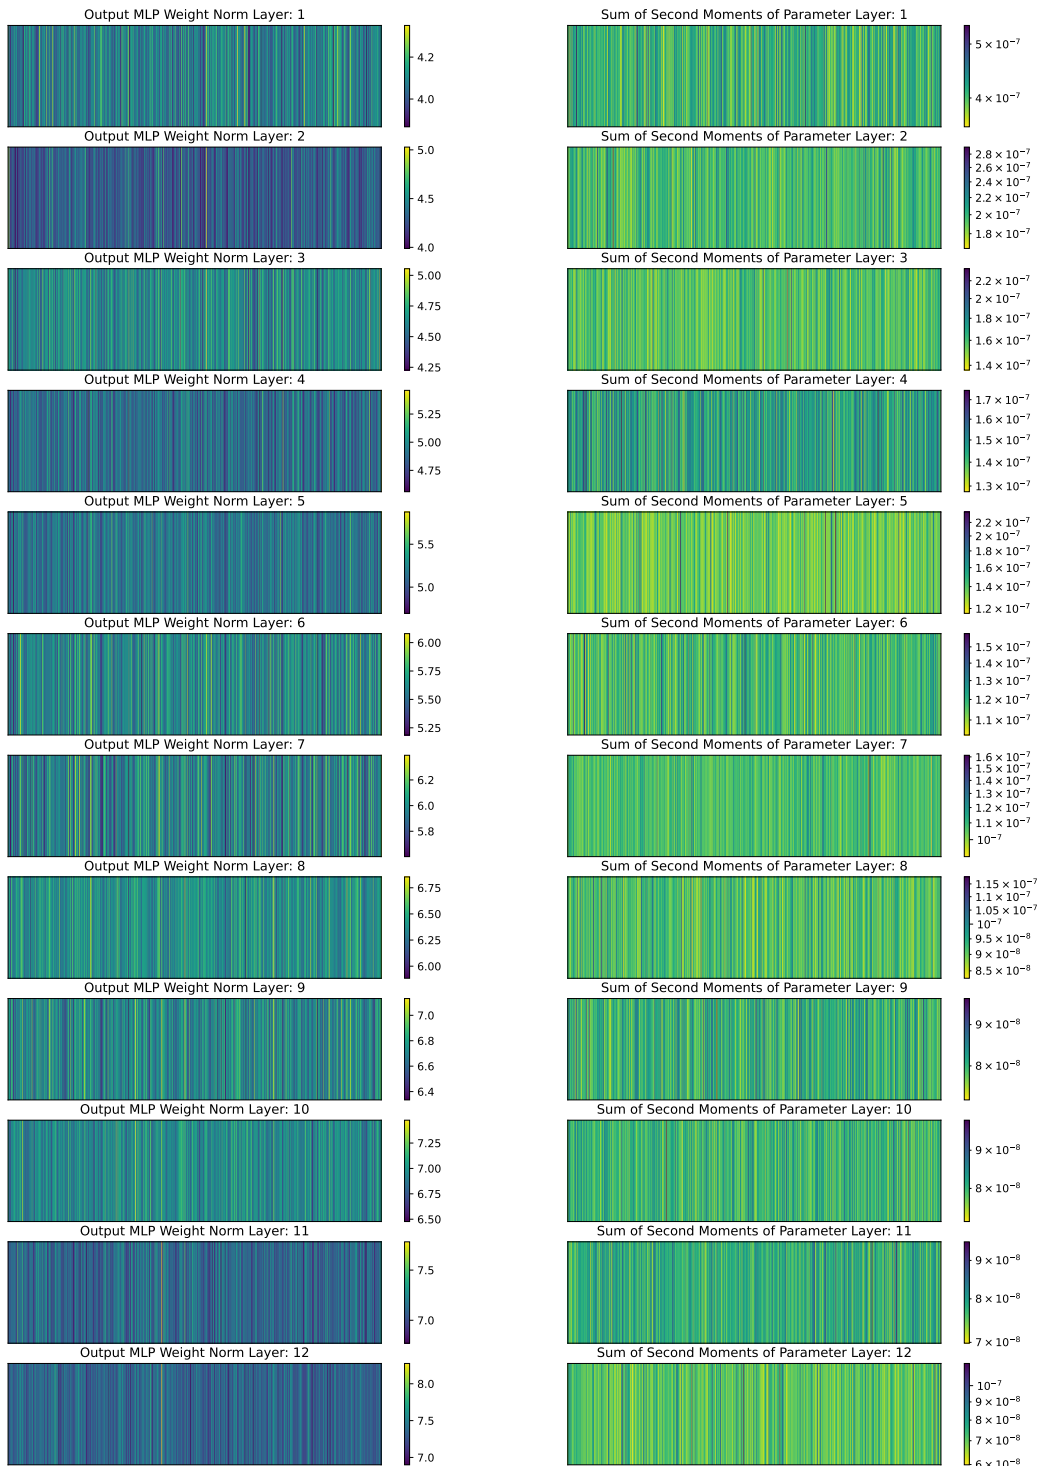 Output MLP Weight Norm Layer: 1
4.2
4.0
Sum of Second Moments of Parameter Layer: 1
5 × 10⁻⁷
4 × 10⁻⁷
Output MLP Weight Norm Layer: 2
5.0
4.5
4.0
Sum of Second Moments of Parameter Layer: 2
2.8 × 10⁻⁷
2.6 × 10⁻⁷
2.4 × 10⁻⁷
2.2 × 10⁻⁷
2 × 10⁻⁷
1.8 × 10⁻⁷
Output MLP Weight Norm Layer: 3
5.00
4.75
4.50
4.25
Sum of Second Moments of Parameter Layer: 3
2.2 × 10⁻⁷
2 × 10⁻⁷
1.8 × 10⁻⁷
1.6 × 10⁻⁷
1.4 × 10⁻⁷
Output MLP Weight Norm Layer: 4
5.25
5.00
4.75
Sum of Second Moments of Parameter Layer: 4
1.7 × 10⁻⁷
1.6 × 10⁻⁷
1.5 × 10⁻⁷
1.4 × 10⁻⁷
1.3 × 10⁻⁷
Output MLP Weight Norm Layer: 5
5.5
5.0
Sum of Second Moments of Parameter Layer: 5
2.2 × 10⁻⁷
2 × 10⁻⁷
1.8 × 10⁻⁷
1.6 × 10⁻⁷
1.4 × 10⁻⁷
1.2 × 10⁻⁷
Output MLP Weight Norm Layer: 6
6.00
5.75
5.50
5.25
Sum of Second Moments of Parameter Layer: 6
1.5 × 10⁻⁷
1.4 × 10⁻⁷
1.3 × 10⁻⁷
1.2 × 10⁻⁷
1.1 × 10⁻⁷
Output MLP Weight Norm Layer: 7
6.2
6.0
5.8
Sum of Second Moments of Parameter Layer: 7
1.6 × 10⁻⁷
1.5 × 10⁻⁷
1.4 × 10⁻⁷
1.3 × 10⁻⁷
1.2 × 10⁻⁷
1.1 × 10⁻⁷
10⁻⁷
Output MLP Weight Norm Layer: 8
6.75
6.50
6.25
6.00
Sum of Second Moments of Parameter Layer: 8
1.15 × 10⁻⁷
1.1 × 10⁻⁷
1.05 × 10⁻⁷
10⁻⁷
9.5 × 10⁻⁸
9 × 10⁻⁸
8.5 × 10⁻⁸
Output MLP Weight Norm Layer: 9
7.0
6.8
6.6
6.4
Sum of Second Moments of Parameter Layer: 9
9 × 10⁻⁸
8 × 10⁻⁸
Output MLP Weight Norm Layer: 10
7.25
7.00
6.75
6.50
Sum of Second Moments of Parameter Layer: 10
9 × 10⁻⁸
8 × 10⁻⁸
Output MLP Weight Norm Layer: 11
7.5
7.0
Sum of Second Moments of Parameter Layer: 11
9 × 10⁻⁸
8 × 10⁻⁸
7 × 10⁻⁸
Output MLP Weight Norm Layer: 12
8.0
7.5
7.0
Sum of Second Moments of Parameter Layer: 12
10⁻⁷
9 × 10⁻⁸
8 × 10⁻⁸
7 × 10⁻⁸
6 × 10⁻⁸